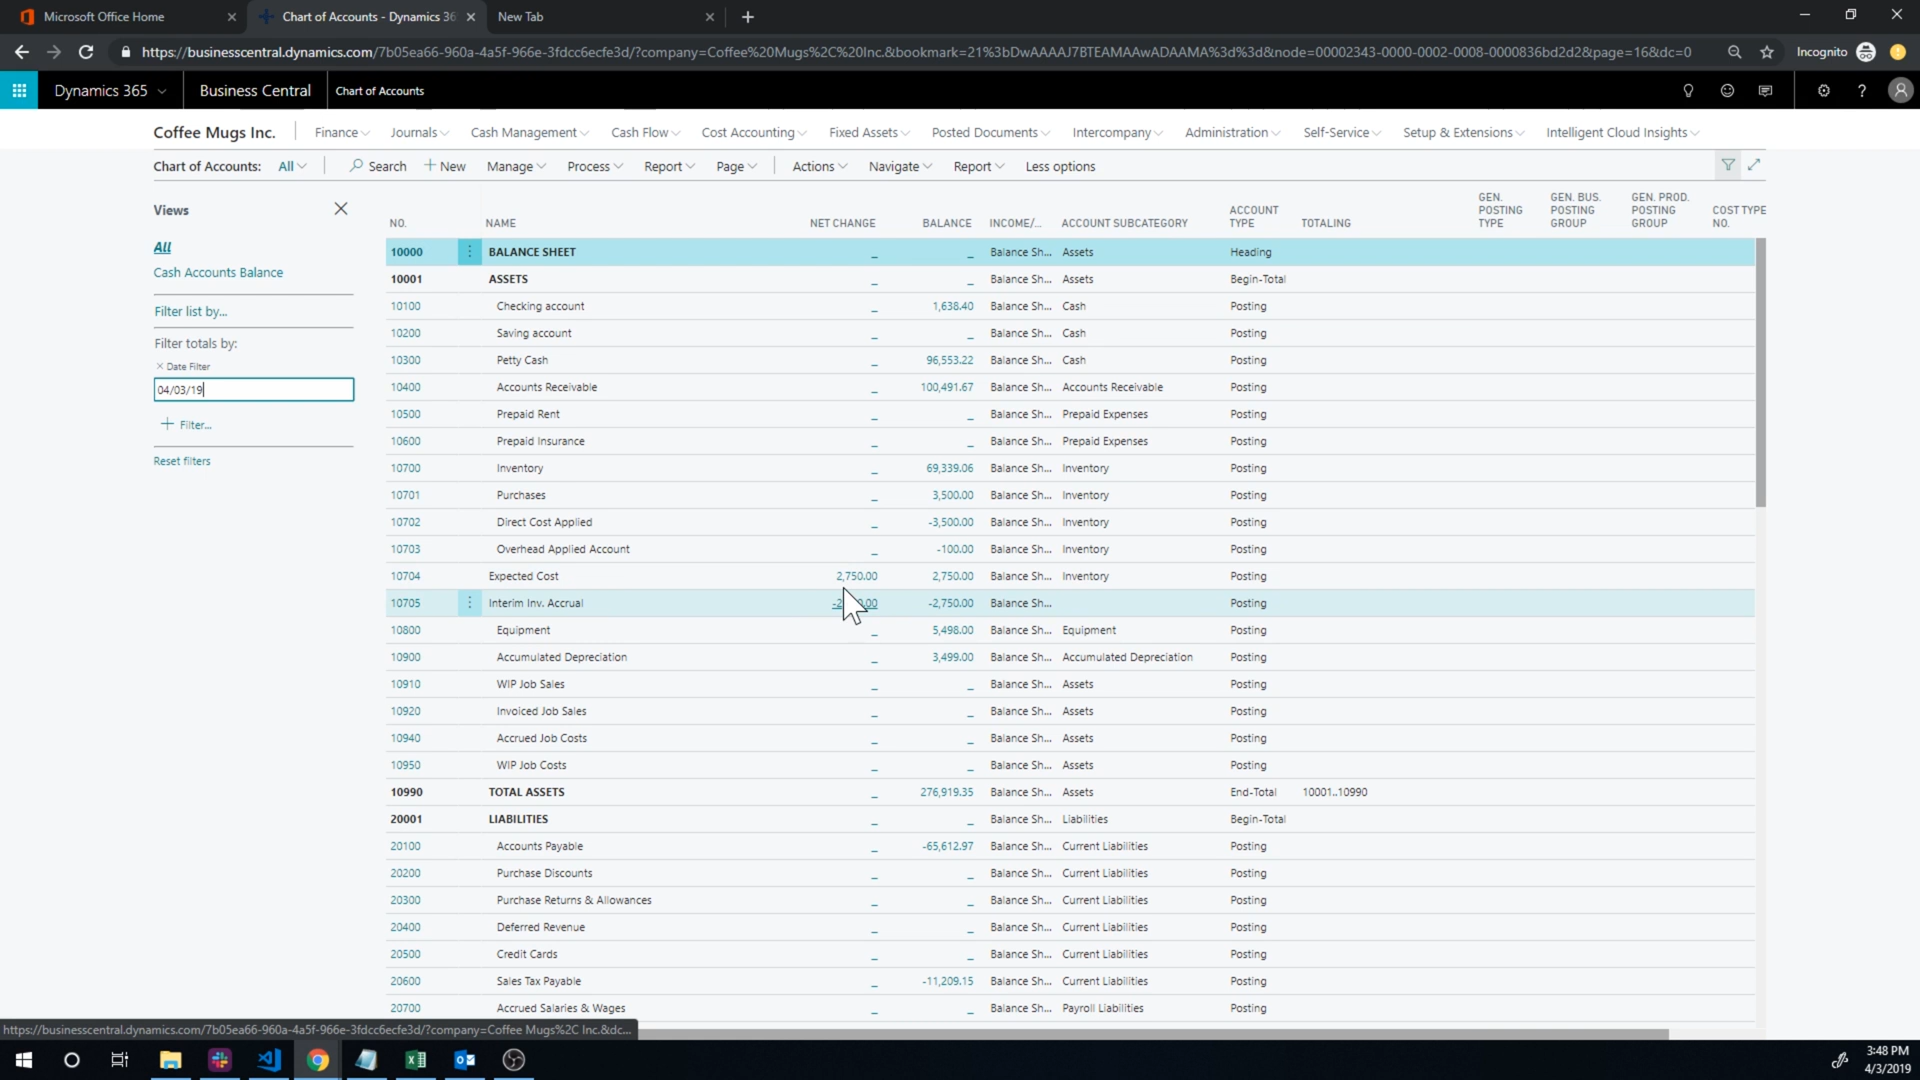 Microsoft Office Home
Chart of Accounts - Dynamics 36
New Tab
https://businesscentral.dynamics.com/7b05ea66-960a-4a5f-966e-3fdcc6ecfe3d/?company=Coffee%20Mugs%2C%20Inc.&bookmark=21%3bDwAAAAJ7BTEAMAAwADAAMA%3d%3d&node=00002343-0000-0002-0008-0000836bd2d2&page=16&dc=0
Incognito
Dynamics 365
Business Central
Chart of Accounts
Coffee Mugs Inc.
Finance Journals Cash Management Cash Flow Cost Accounting Fixed Assets Posted Documents Intercompany Administration Self-Service Setup & Extensions Intelligent Cloud Insights
Chart of Accounts: All Search + New Manage Process Report Page Actions Navigate Report Less options
Views
All
Cash Accounts Balance
Filter list by...
Filter totals by:
× Date Filter
04/03/19
+ Filter...
Reset filters
NO. NAME NET CHANGE BALANCE INCOME/... ACCOUNT SUBCATEGORY ACCOUNT TYPE TOTALING GEN. POSTING TYPE GEN. BUS. POSTING GROUP GEN. PROD. POSTING GROUP COST TYPE NO.
10000 BALANCE SHEET _ _ Balance Sh... Assets Heading
10001 ASSETS _ _ Balance Sh... Assets Begin-Total
10100 Checking account _ 1,638.40 Balance Sh... Cash Posting
10200 Saving account _ _ Balance Sh... Cash Posting
10300 Petty Cash _ 96,553.22 Balance Sh... Cash Posting
10400 Accounts Receivable _ 100,491.67 Balance Sh... Accounts Receivable Posting
10500 Prepaid Rent _ _ Balance Sh... Prepaid Expenses Posting
10600 Prepaid Insurance _ _ Balance Sh... Prepaid Expenses Posting
10700 Inventory _ 69,339.06 Balance Sh... Inventory Posting
10701 Purchases _ 3,500.00 Balance Sh... Inventory Posting
10702 Direct Cost Applied _ -3,500.00 Balance Sh... Inventory Posting
10703 Overhead Applied Account _ -100.00 Balance Sh... Inventory Posting
10704 Expected Cost 2,750.00 2,750.00 Balance Sh... Inventory Posting
10705 Interim Inv. Accrual -2,750.00 Balance Sh... Posting
10800 Equipment _ 5,498.00 Balance Sh... Equipment Posting
10900 Accumulated Depreciation _ 3,499.00 Balance Sh... Accumulated Depreciation Posting
10910 WIP Job Sales _ _ Balance Sh... Assets Posting
10920 Invoiced Job Sales _ _ Balance Sh... Assets Posting
10940 Accrued Job Costs _ _ Balance Sh... Assets Posting
10950 WIP Job Costs _ _ Balance Sh... Assets Posting
10990 TOTAL ASSETS _ 276,919.35 Balance Sh... Assets End-Total 10001..10990
20001 LIABILITIES _ _ Balance Sh... Liabilities Begin-Total
20100 Accounts Payable _ -65,612.97 Balance Sh... Current Liabilities Posting
20200 Purchase Discounts _ _ Balance Sh... Current Liabilities Posting
20300 Purchase Returns & Allowances _ _ Balance Sh... Current Liabilities Posting
20400 Deferred Revenue _ _ Balance Sh... Current Liabilities Posting
20500 Credit Cards _ _ Balance Sh... Current Liabilities Posting
20600 Sales Tax Payable _ -11,209.15 Balance Sh... Current Liabilities Posting
20700 Accrued Salaries & Wages _ _ Balance Sh... Payroll Liabilities Posting
https://businesscentral.dynamics.com/7b05ea66-960a-4a5f-966e-3fdcc6ecfe3d/?company=Coffee Mugs%2C Inc.&dc...
3:48 PM
4/3/2019